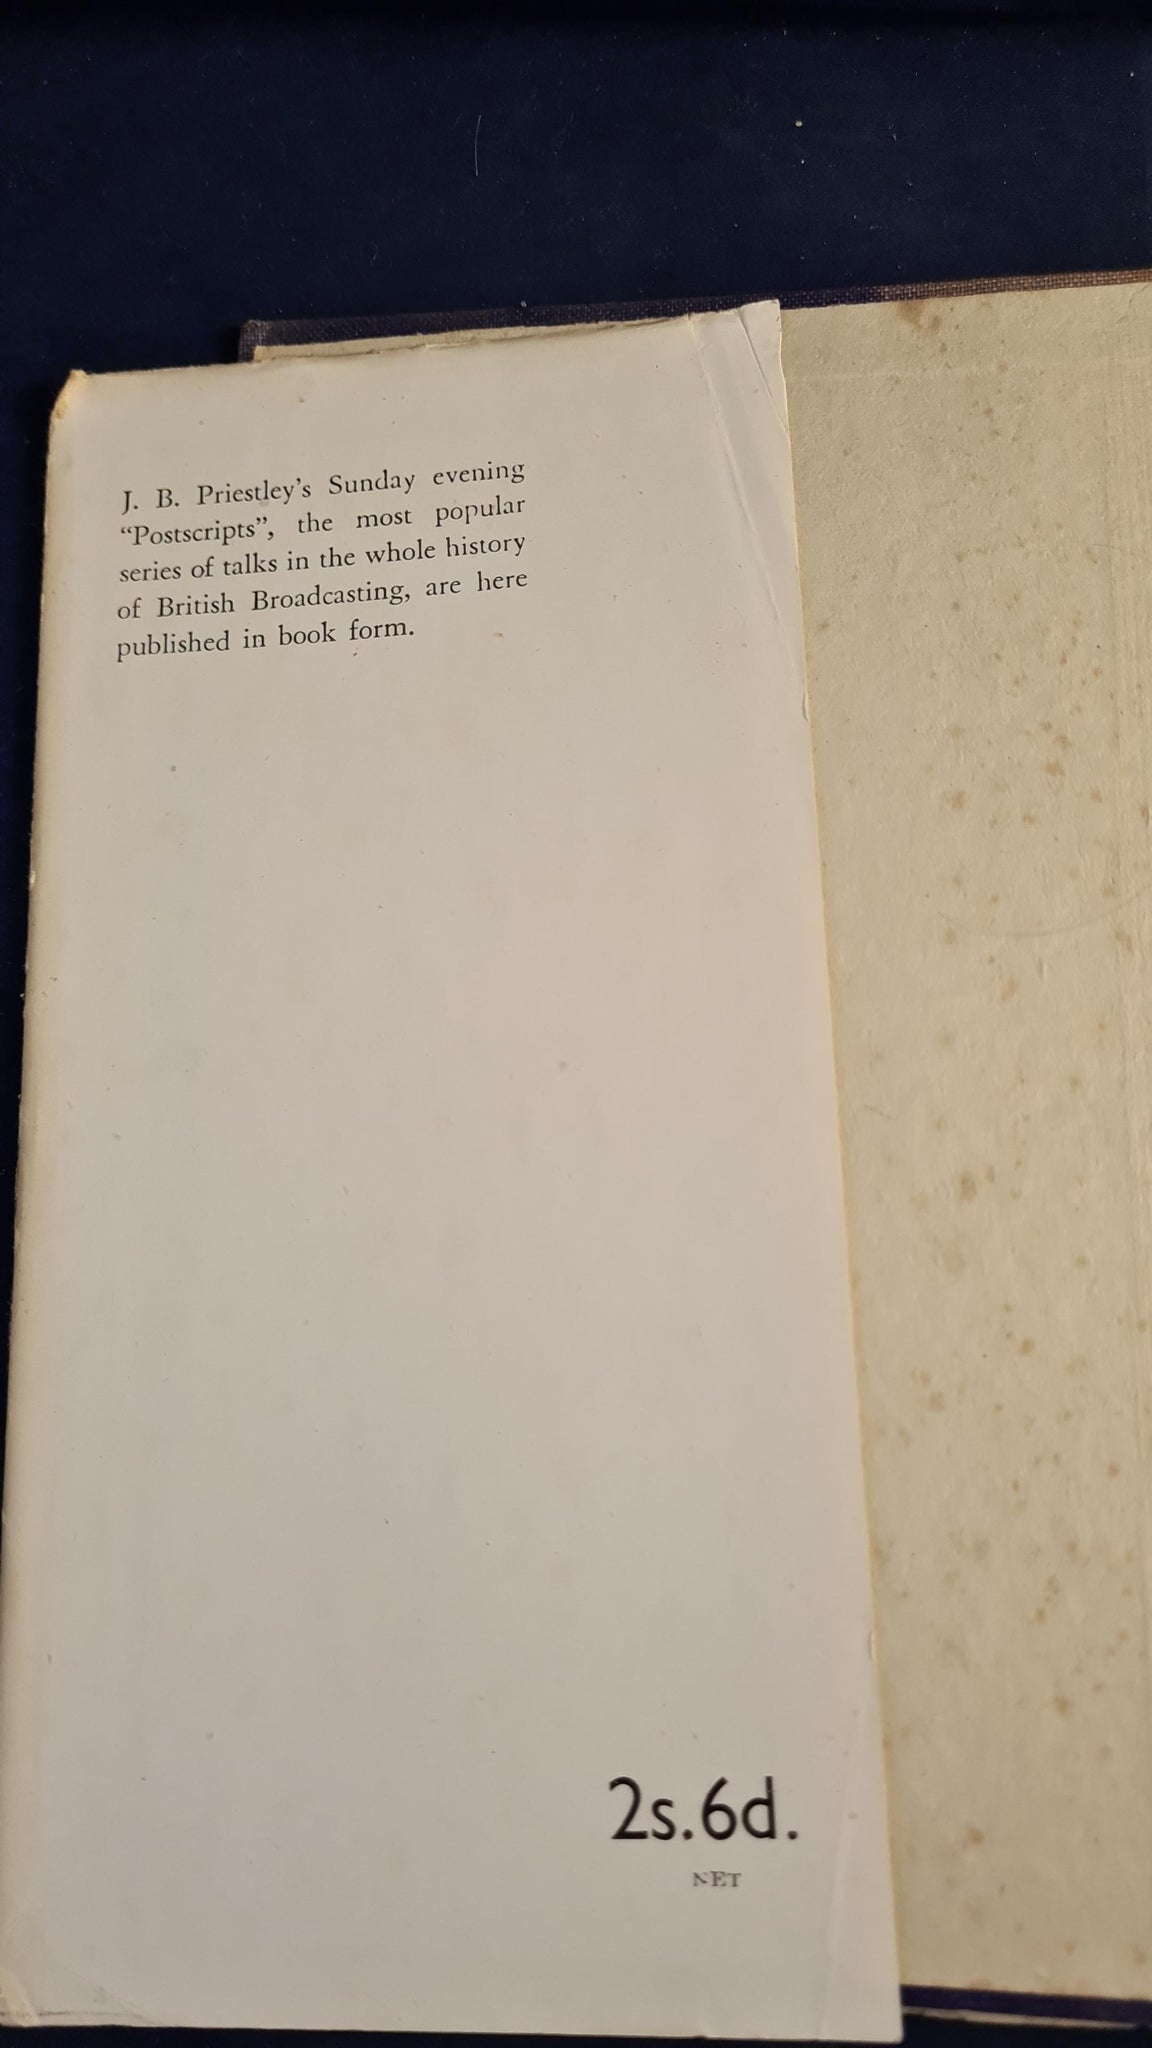 J. B. Priestley's Sunday evening
“Postscripts”, the most popular
series of talks in the whole history
of British Broadcasting, are here
published in book form.
2s.6d.
NET